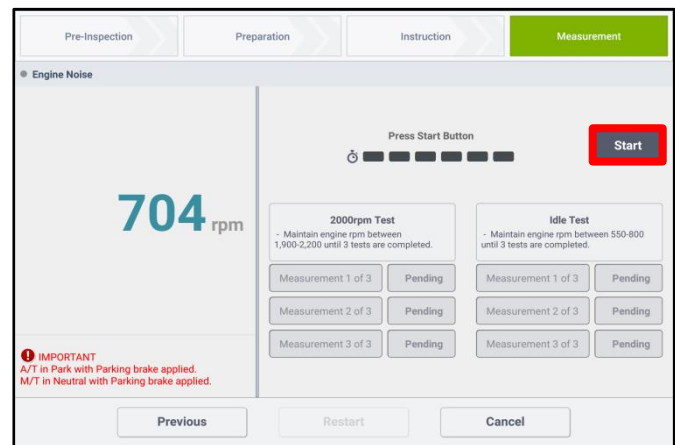 Pre-Inspection
Preparation
Instruction
Measurement
Engine Noise
704 rpm
IMPORTANT
A/T in Park with Parking brake applied.
M/T in Neutral with Parking brake applied.
Press Start Button
Start
2000rpm Test
- Maintain engine rpm between
1,900-2,200 until 3 tests are completed.
Measurement 1 of 3 Pending
Measurement 2 of 3 Pending
Measurement 3 of 3 Pending
Idle Test
- Maintain engine rpm between 550-800
until 3 tests are completed.
Measurement 1 of 3 Pending
Measurement 2 of 3 Pending
Measurement 3 of 3 Pending
Previous
Restart
Cancel